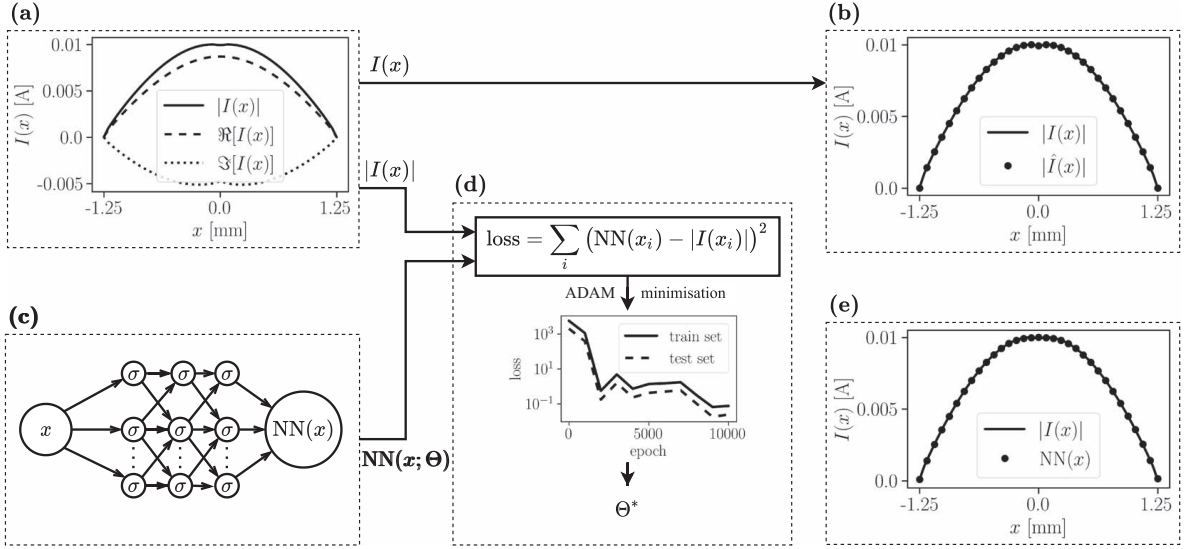 (a)
I(x) [A]
0.01
0.005
0.0
-0.005
|I(x)|
ℜ[I(x)]
ℑ[I(x)]
-1.25
0.0
1.25
x [mm]
I(x)
|I(x)|
(b)
I(x) [A]
0.01
0.005
0.0
|I(x)|
|Î(x)|
-1.25
0.0
1.25
x [mm]
(c)
x
σ σ σ
σ σ σ
σ σ σ
NN(x)
NN(x; Θ)
(d)
loss = ∑_i (NN(x_i) − |I(x_i)|)^2
ADAM minimisation
loss
10^3
10^1
10^−1
train set
test set
0
5000
10000
epoch
Θ*
(e)
I(x) [A]
0.01
0.005
0.0
|I(x)|
NN(x)
-1.25
0.0
1.25
x [mm]